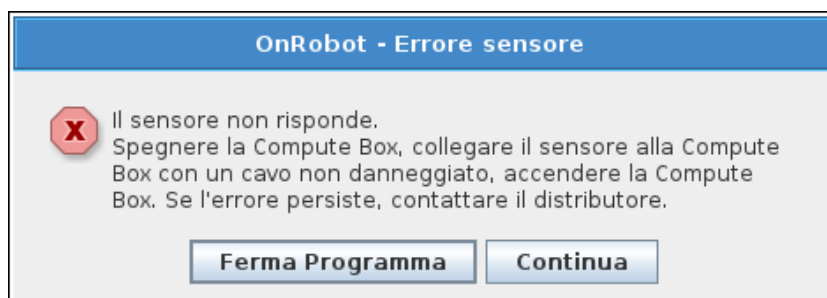 OnRobot - Errore sensore
Il sensore non risponde.
Spegnere la Compute Box, collegare il sensore alla Compute
Box con un cavo non danneggiato, accendere la Compute
Box. Se l'errore persiste, contattare il distributore.
Ferma Programma Continua